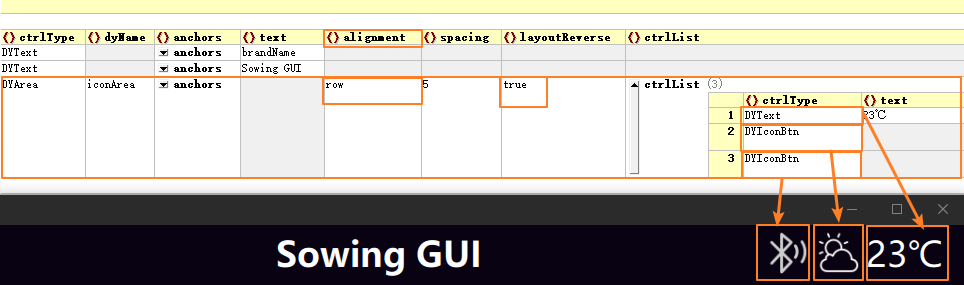 {} ctrlType {} dyName {} anchors {} text {} alignment {} spacing {} layoutReverse {} ctrlList
DYText anchors brandName
DYText anchors Sowing GUI
DYArea iconArea anchors row 5 true ctrlList (3)
{} ctrlType {} text
1 DYText 23℃
2 DYIconBtn
3 DYIconBtn
Sowing GUI 23℃